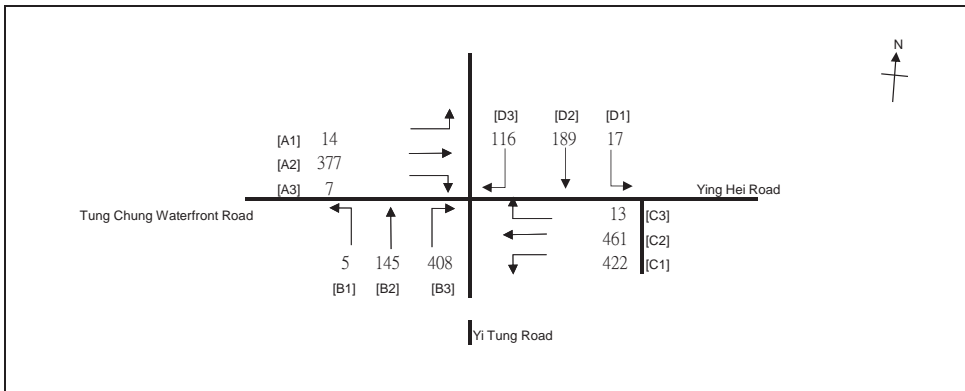 N
[D3] [D2] [D1]
116 189 17
[A1] 14
[A2] 377
[A3] 7
Ying Hei Road
Tung Chung Waterfront Road
13 [C3]
461 [C2]
422 [C1]
5 145 408
[B1] [B2] [B3]
Yi Tung Road